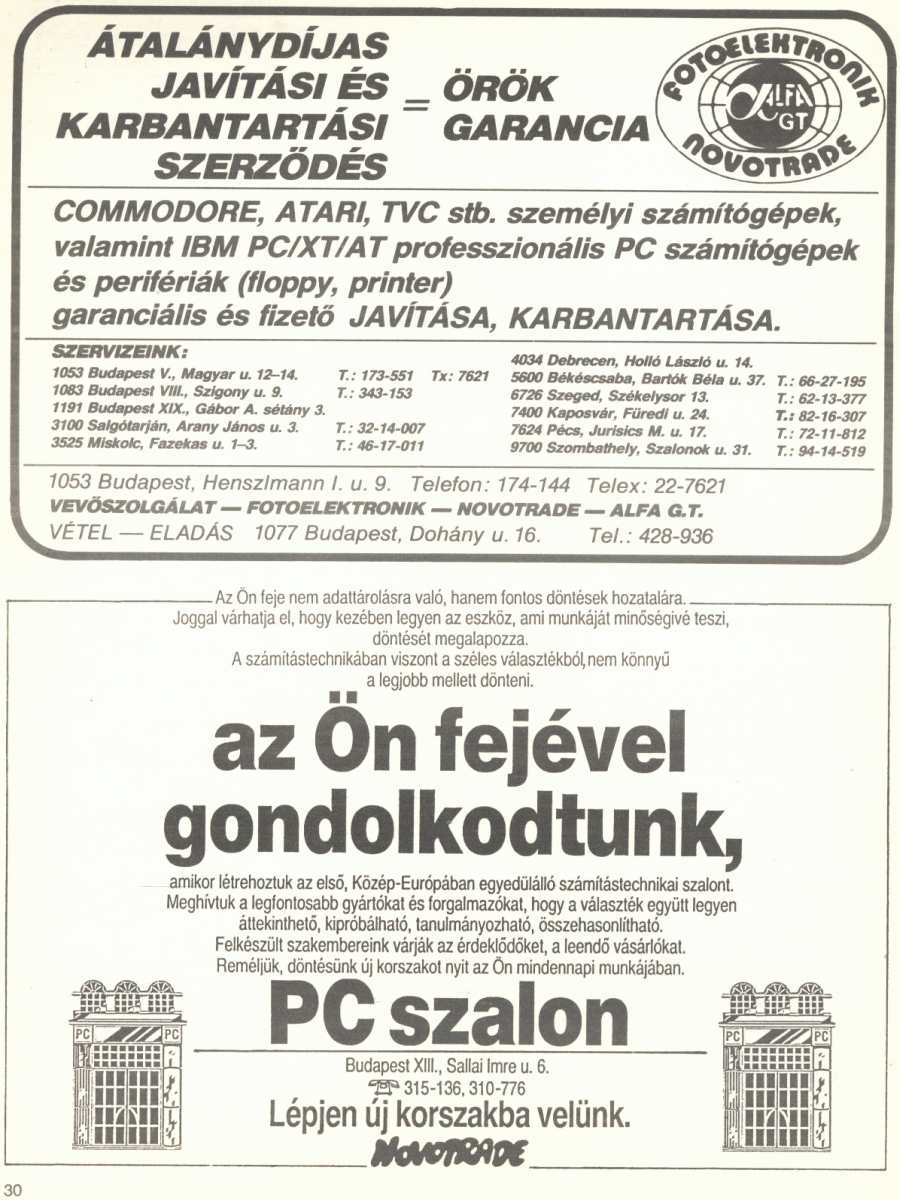 ÁTALÁNYDÍJAS
JAVÍTÁSI ÉS
KARBANTARTÁSI
SZERZŐDÉS
= ÖRÖK
GARANCIA
FOTOELEKTRONIK
ALFA
GT
NOVOTRADE
COMMODORE, ATARI, TVC stb. személyi számítógépek,
valamint IBM PC/XT/AT professzionális PC számítógépek
és perifériák (floppy, printer)
garanciális és fizető JAVÍTÁSA, KARBANTARTÁSA.
SZERVIZEINK:
1053 Budapest V., Magyar u. 12–14. T.: 173-551 Tx: 7621
1083 Budapest VIII., Szigony u. 9. T.: 343-153
1191 Budapest XIX., Gábor A. sétány 3.
3100 Salgótarján, Arany János u. 3. T.: 32-14-007
3525 Miskolc, Fazekas u. 1–3. T.: 46-17-011
4034 Debrecen, Holló László u. 14.
5600 Békéscsaba, Bartók Béla u. 37. T.: 66-27-195
6726 Szeged, Székelysor 13. T.: 62-13-377
7400 Kaposvár, Füredi u. 24. T.: 82-16-307
7624 Pécs, Jurisics M. u. 17. T.: 72-11-812
9700 Szombathely, Szalonok u. 31. T.: 94-14-519
1053 Budapest, Henszlmann I. u. 9. Telefon: 174-144 Telex: 22-7621
VEVŐSZOLGÁLAT — FOTOELEKTRONIK — NOVOTRADE — ALFA G.T.
VÉTEL — ELADÁS 1077 Budapest, Dohány u. 16. Tel.: 428-936
Az Ön feje nem adattárolásra való, hanem fontos döntések hozatalára.
Joggal várhatja el, hogy kezében legyen az eszköz, ami munkáját minőségivé teszi,
döntését megalapozza.
A számítástechnikában viszont a széles választékból, nem könnyű
a legjobb mellett dönteni.
az Ön fejével
gondolkodtunk,
amikor létrehoztuk az első, Közép-Európában egyedülálló számítástechnikai szalont.
Meghívtuk a legfontosabb gyártókat és forgalmazókat, hogy a választék együtt legyen
áttekinthető, kipróbálható, tanulmányozható, összehasonlítható.
Felkészült szakembereink várják az érdeklődőket, a leendő vásárlókat.
Reméljük, döntésünk új korszakot nyit az Ön mindennapi munkájában.
PC szalon
PC PC
PC PC
Budapest XIII., Sallai Imre u. 6.
☎ 315-136, 310-776
Lépjen új korszakba velünk.
NOVOTRADE
30